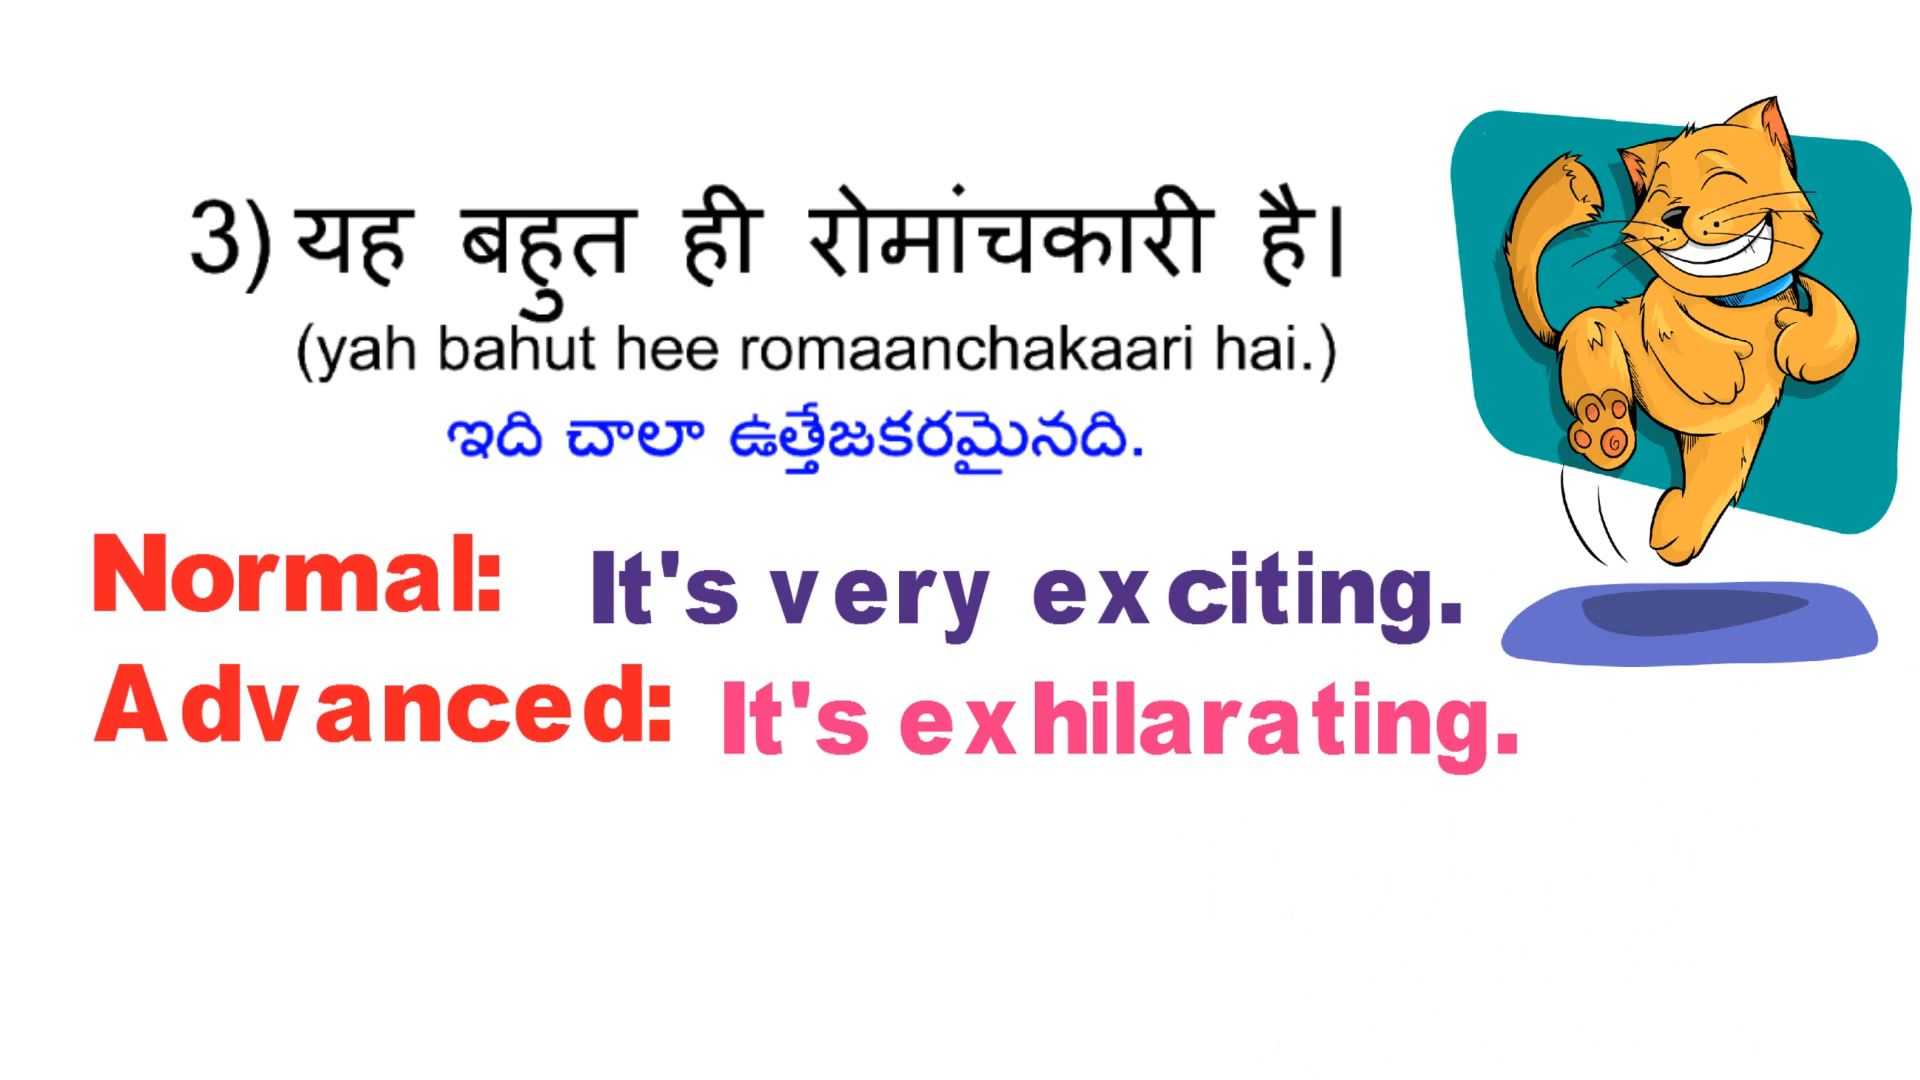 3) यह बहुत ही रोमांचकारी है।
(yah bahut hee romaanchakaari hai.)
ఇది చాలా ఉత్తేజకరమైనది.
Normal: It's very exciting.
Advanced: It's exhilarating.